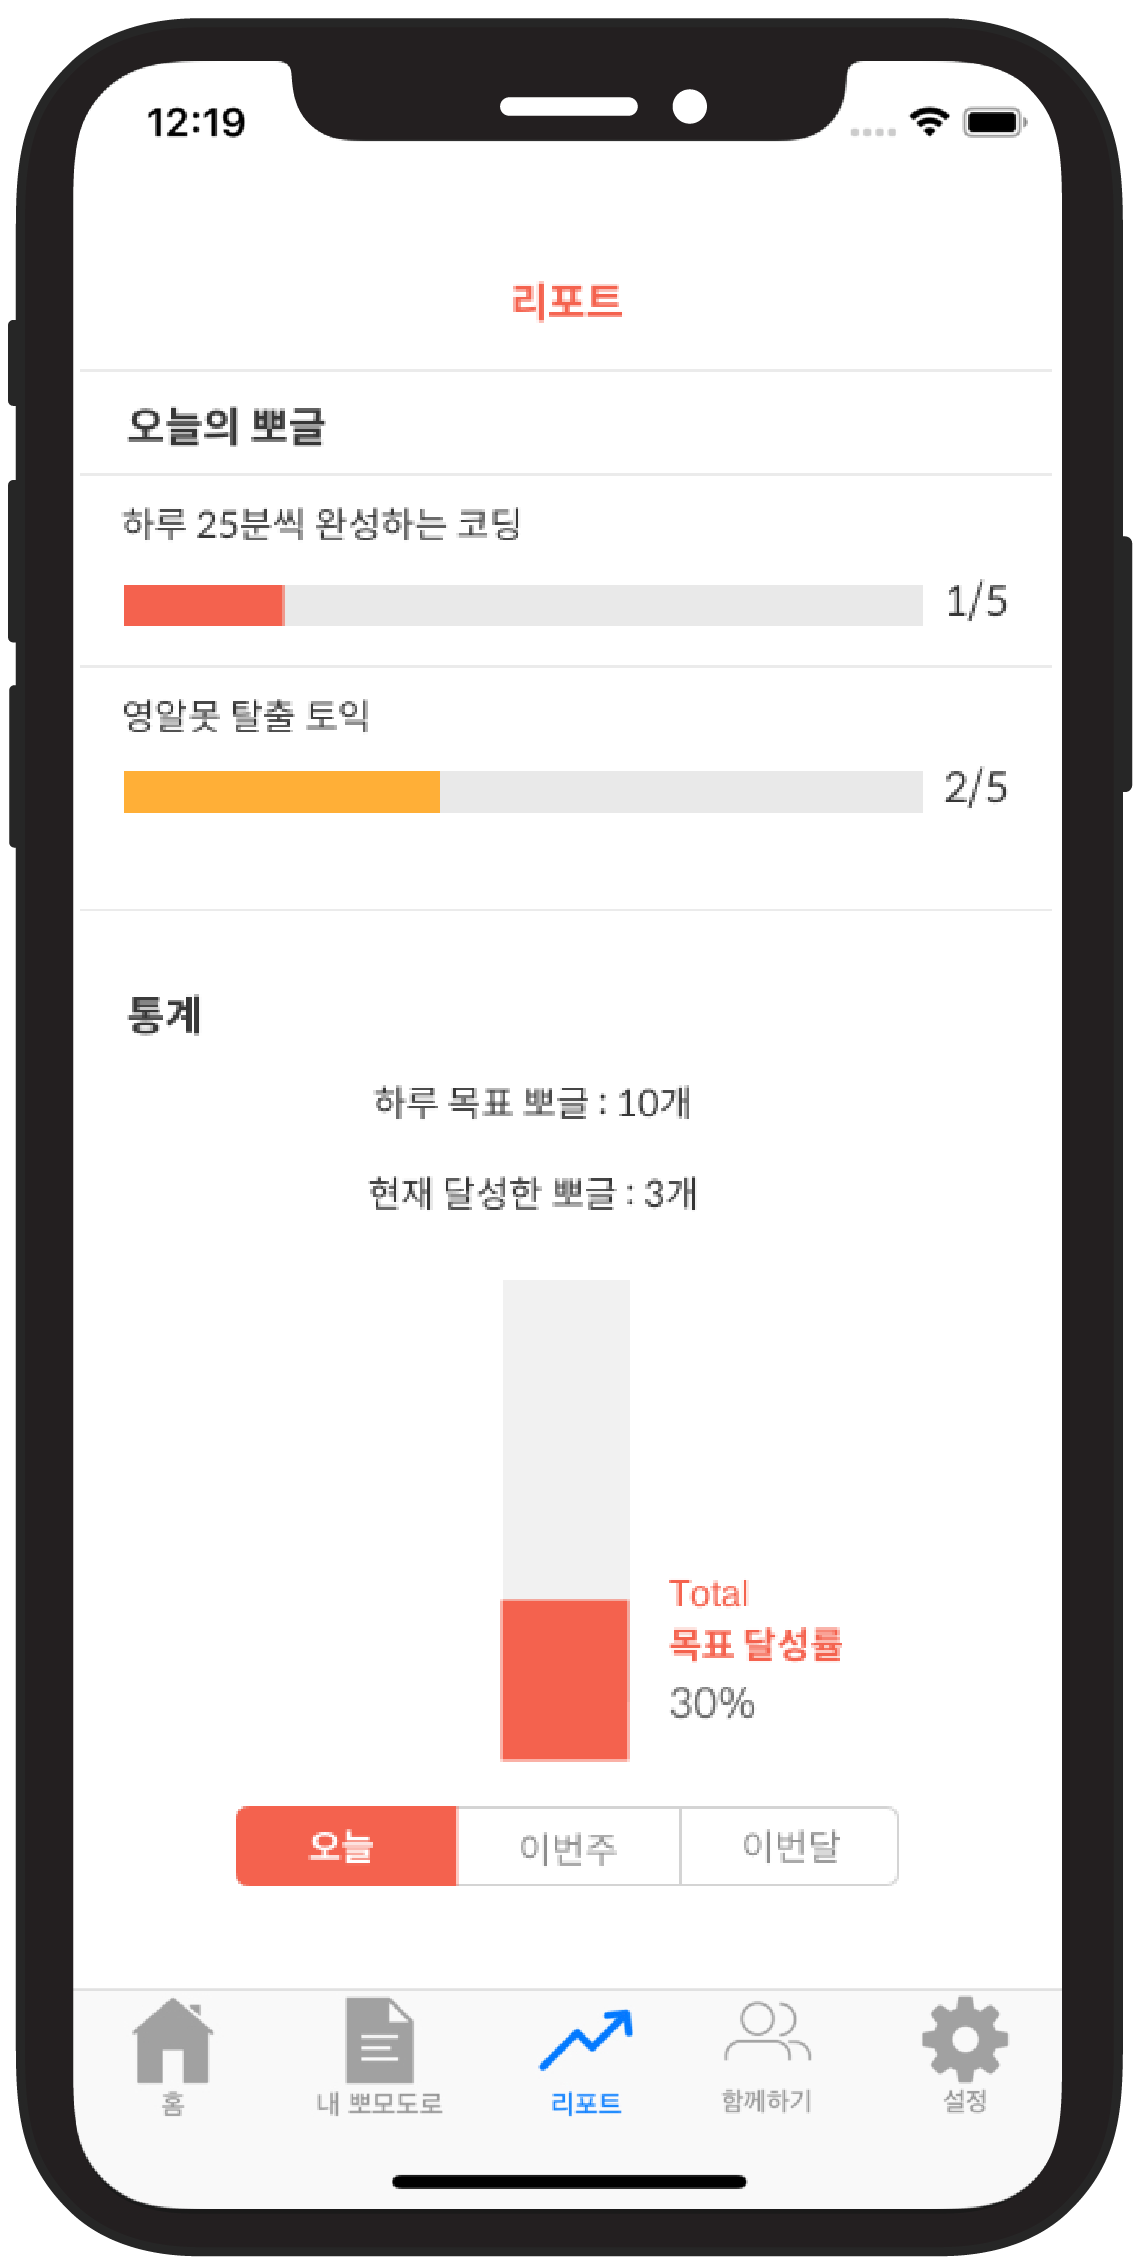 12:19
리포트
오늘의 뽀글
하루 25분씩 완성하는 코딩
1/5
영알못 탈출 토익
2/5
통계
하루 목표 뽀글 : 10개
현재 달성한 뽀글 : 3개
Total
목표 달성률
30%
오늘 이번주 이번달
홈 내 뽀모도로 리포트 함께하기 설정